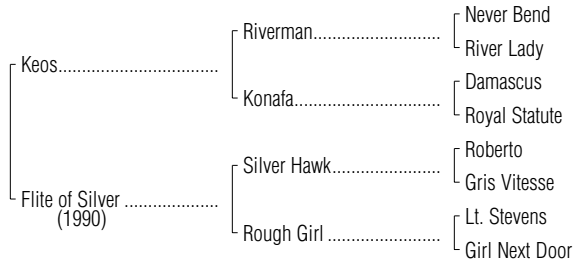 Never Bend
Riverman
River Lady
Keos
Damascus
Konafa
Royal Statute
Roberto
Silver Hawk
Gris Vitesse
Flite of Silver
(1990)
Lt. Stevens
Rough Girl
Girl Next Door